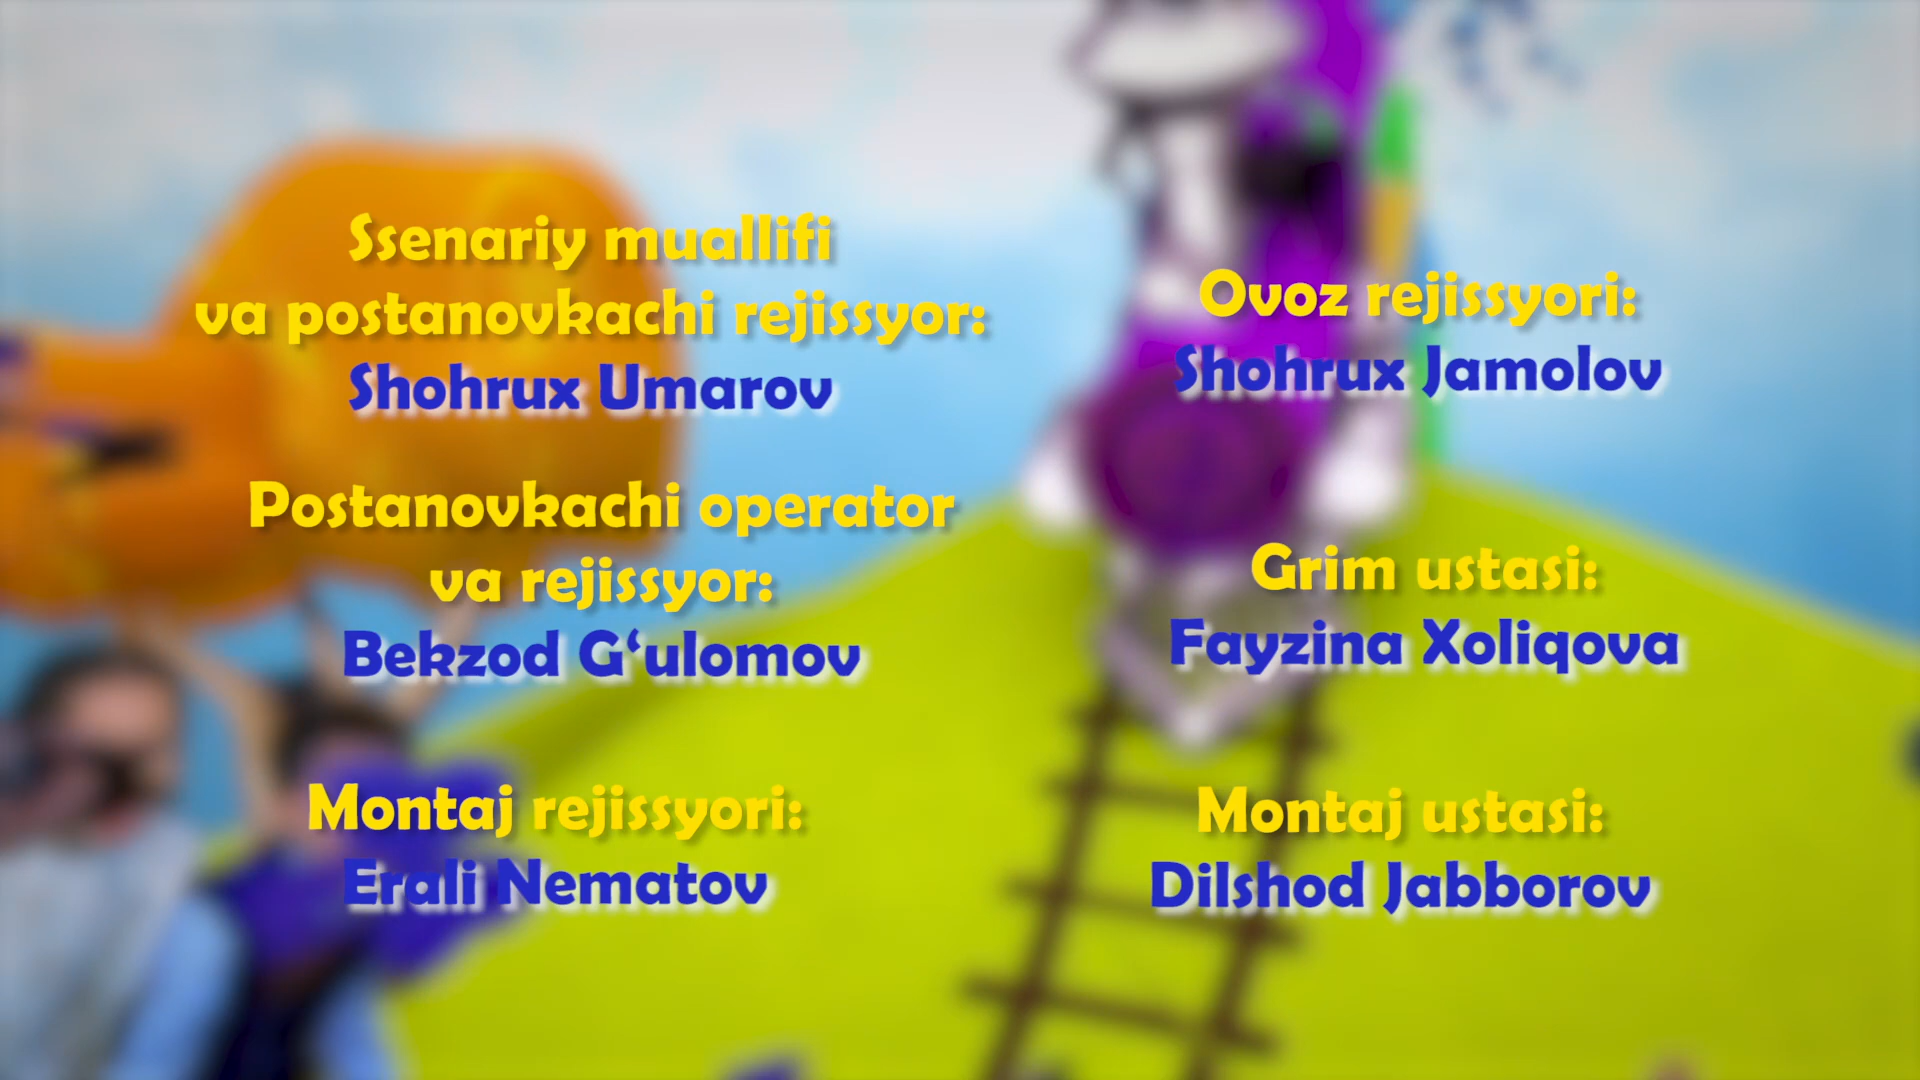 Ssenariy muallifi
va postanovkachi rejissyor:
Shohrux Umarov
Postanovkachi operator
va rejissyor:
Bekzod G‘ulomov
Montaj rejissyori:
Erali Nematov
Ovoz rejissyori:
Shohrux Jamolov
Grim ustasi:
Fayzina Xoliqova
Montaj ustasi:
Dilshod Jabborov